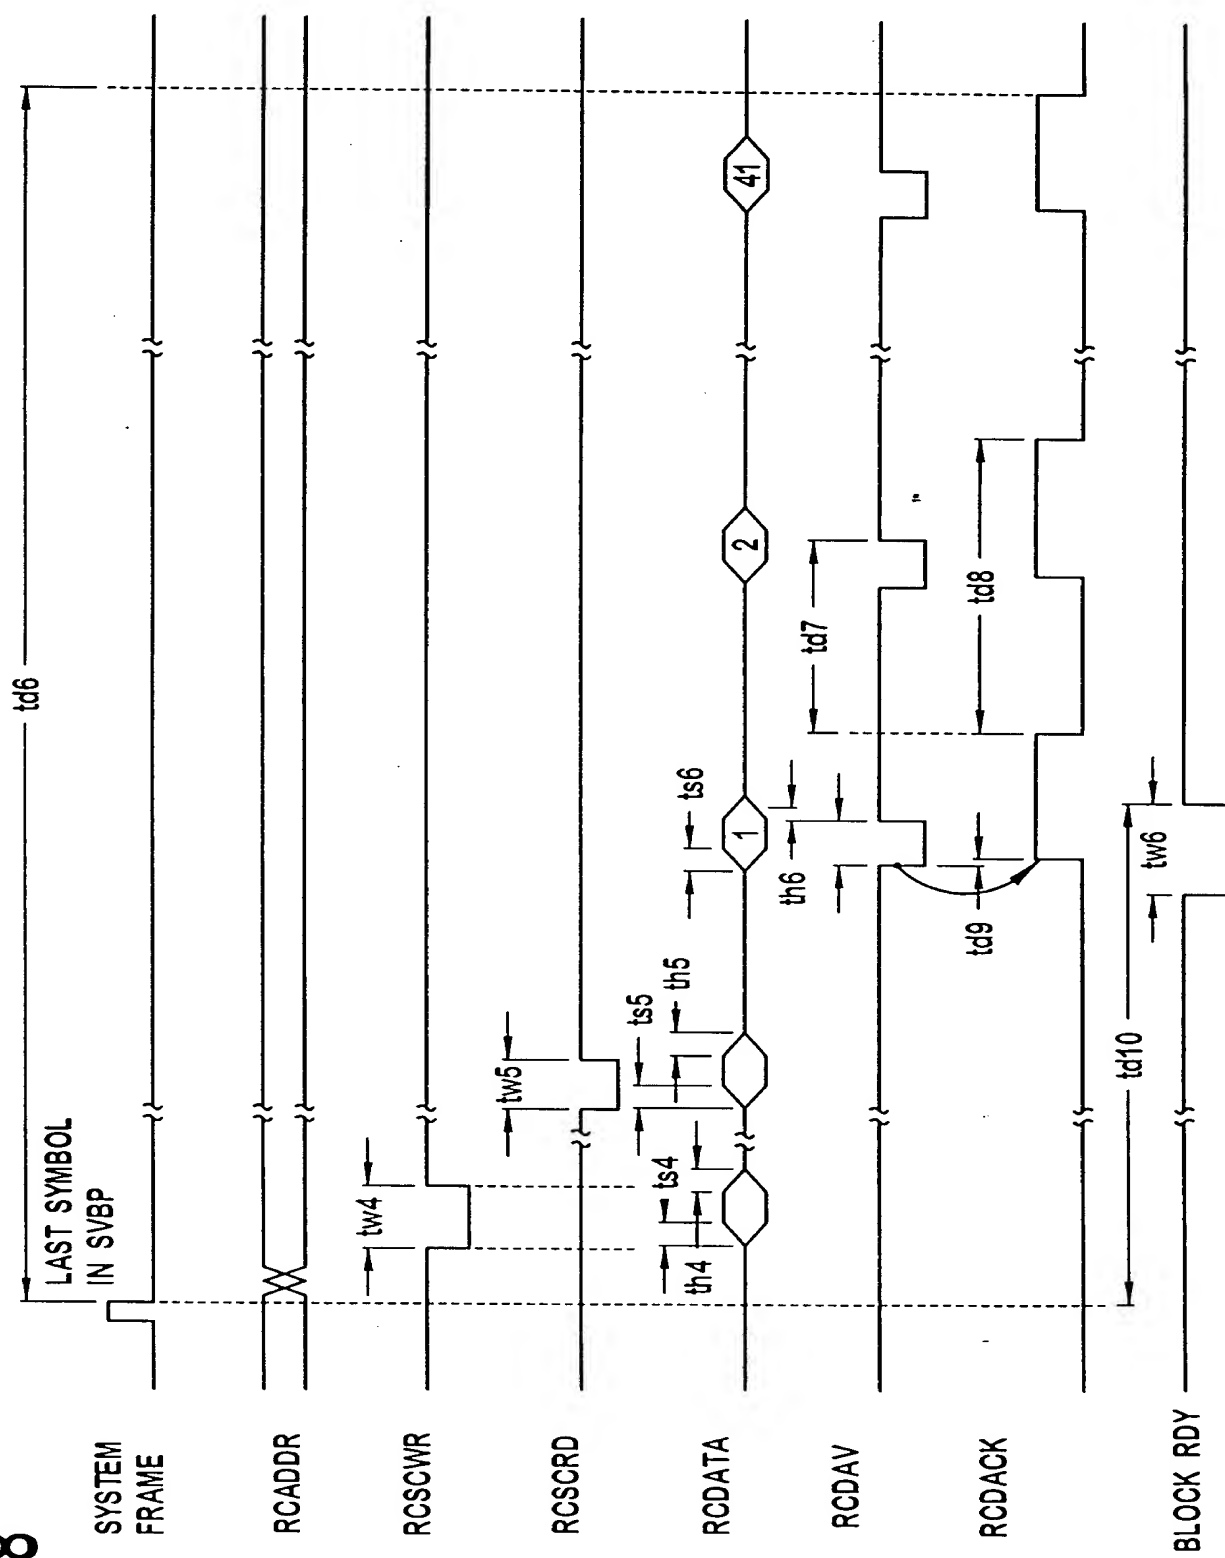 8
SYSTEM
FRAME
LAST SYMBOL
IN SVBP
td6
RCADDR
RCSCWR
tw4
RCSCRD
tw5
RCDATA
th4
ts4
ts5
th5
ts6
1
2
41
RCDAV
th6
td7
RCDACK
td9
td8
BLOCK RDY
td10
tw6